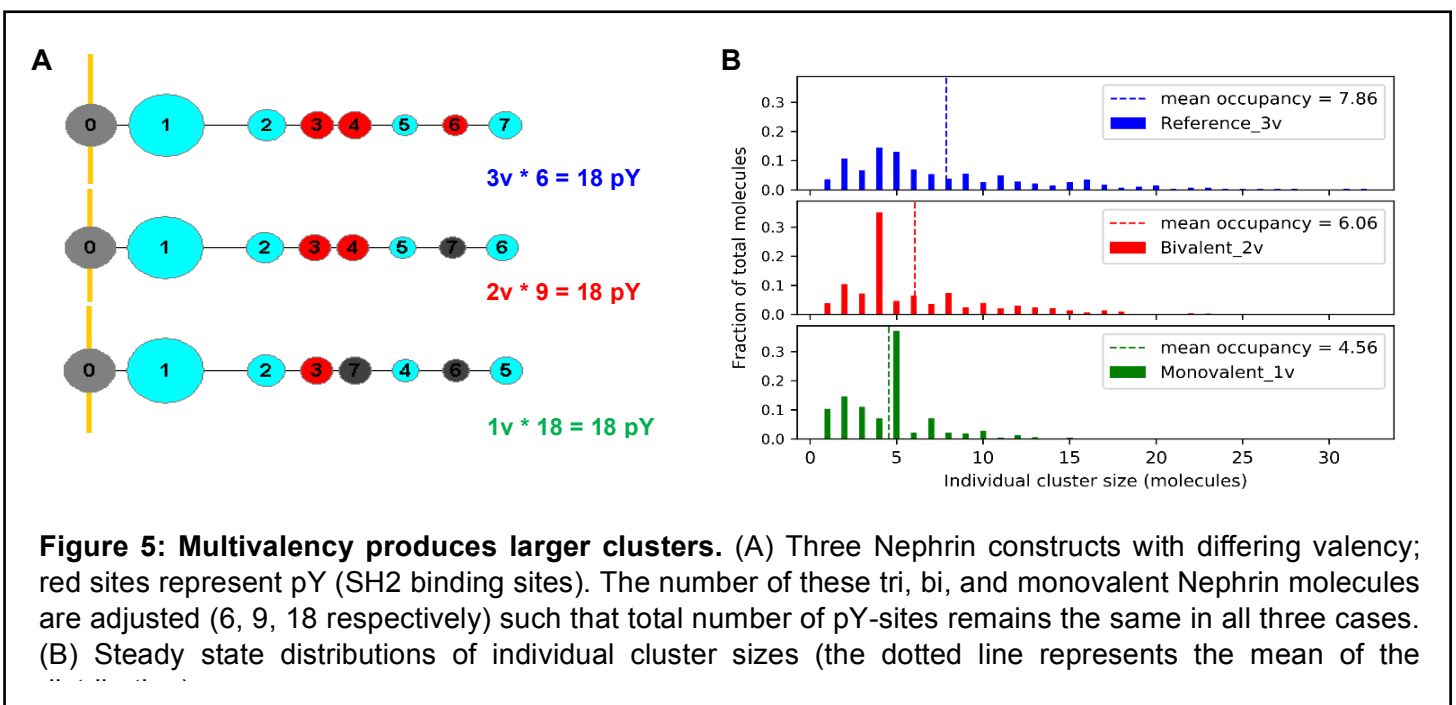 A
0 1 2 3 4 5 6 7
3v * 6 = 18 pY
0 1 2 3 4 5 7 6
2v * 9 = 18 pY
0 1 2 3 7 4 6 5
1v * 18 = 18 pY
B
Fraction of total molecules
0.3
0.2
0.1
0.0
mean occupancy = 7.86
Reference_3v
0.3
0.2
0.1
0.0
mean occupancy = 6.06
Bivalent_2v
0.3
0.2
0.1
0.0
mean occupancy = 4.56
Monovalent_1v
0 5 10 15 20 25 30
Individual cluster size (molecules)
Figure 5: Multivalency produces larger clusters. (A) Three Nephrin constructs with differing valency;
red sites represent pY (SH2 binding sites). The number of these tri, bi, and monovalent Nephrin molecules
are adjusted (6, 9, 18 respectively) such that total number of pY-sites remains the same in all three cases.
(B) Steady state distributions of individual cluster sizes (the dotted line represents the mean of the